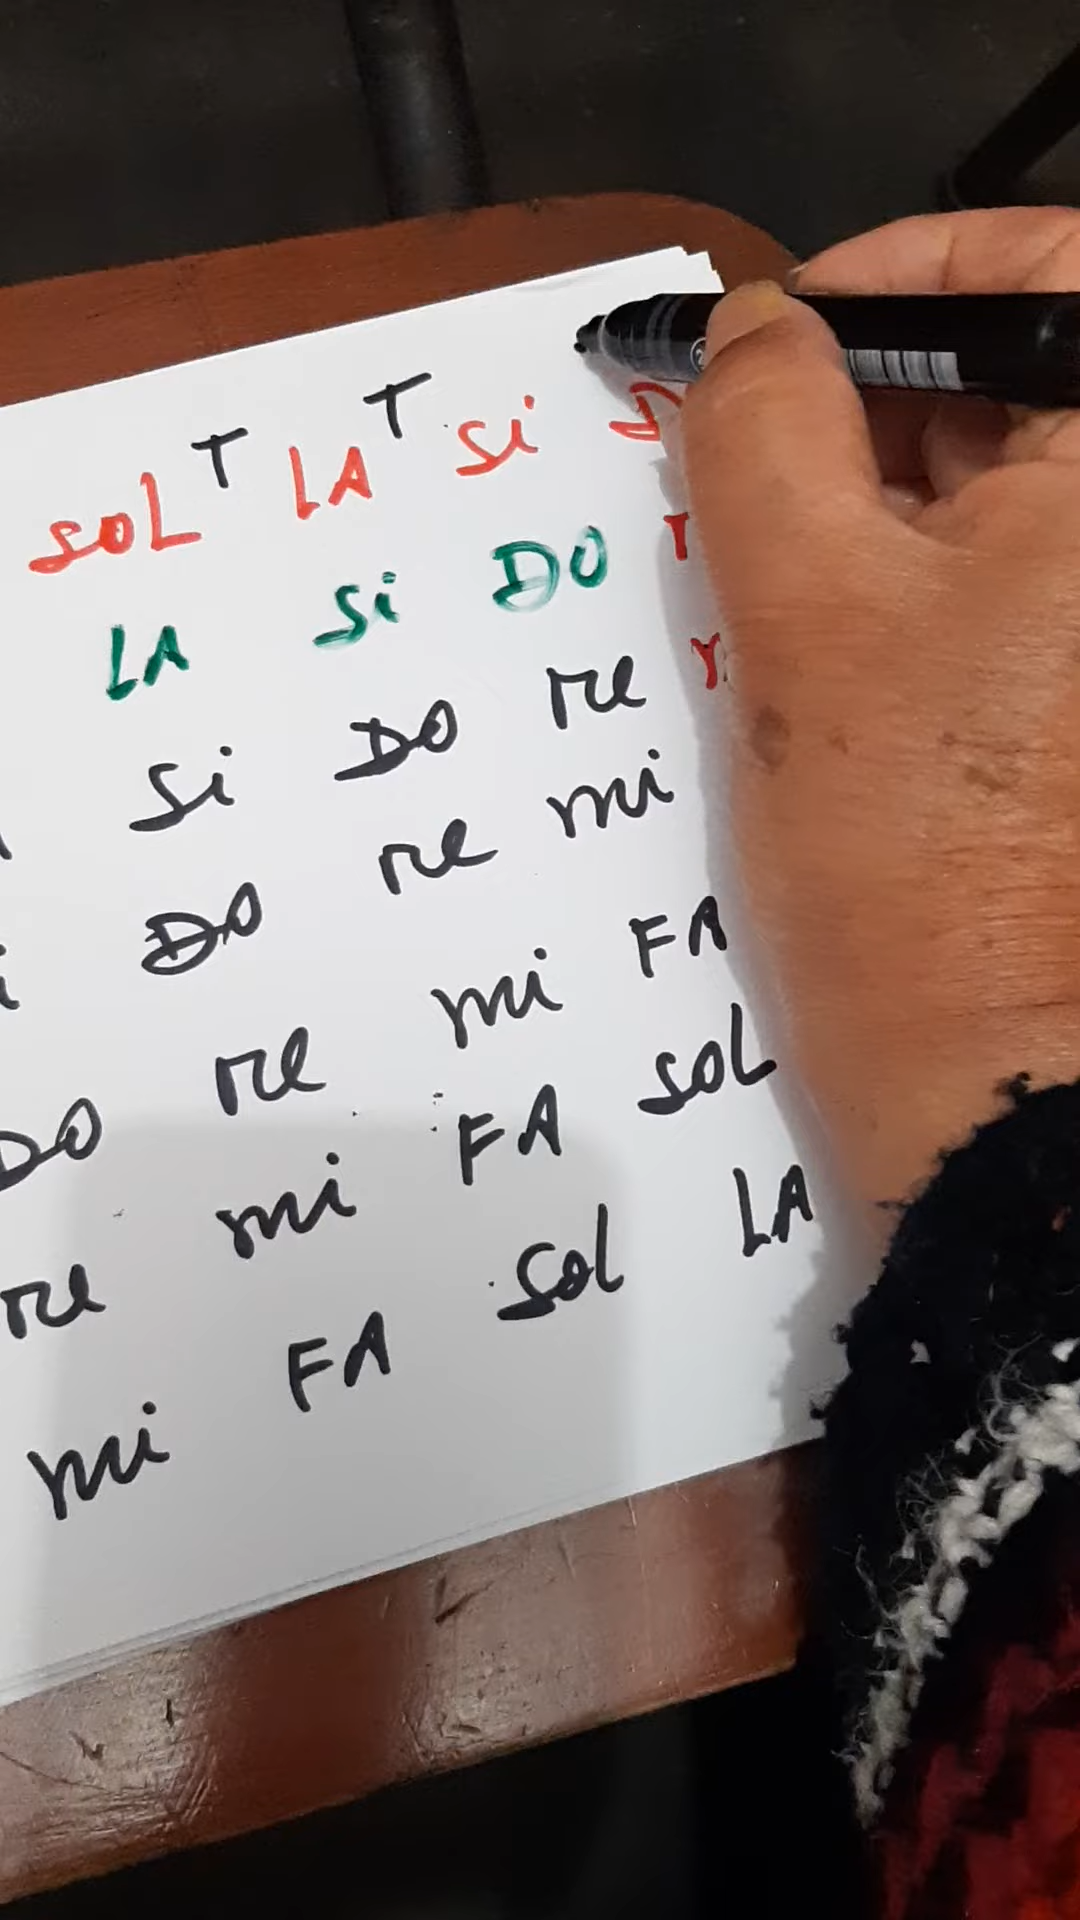 SOL T LA T Si D
LA Si DO
Si DO re
DO re mi
DO re mi FA
re mi FA SOL
mi FA SOL LA